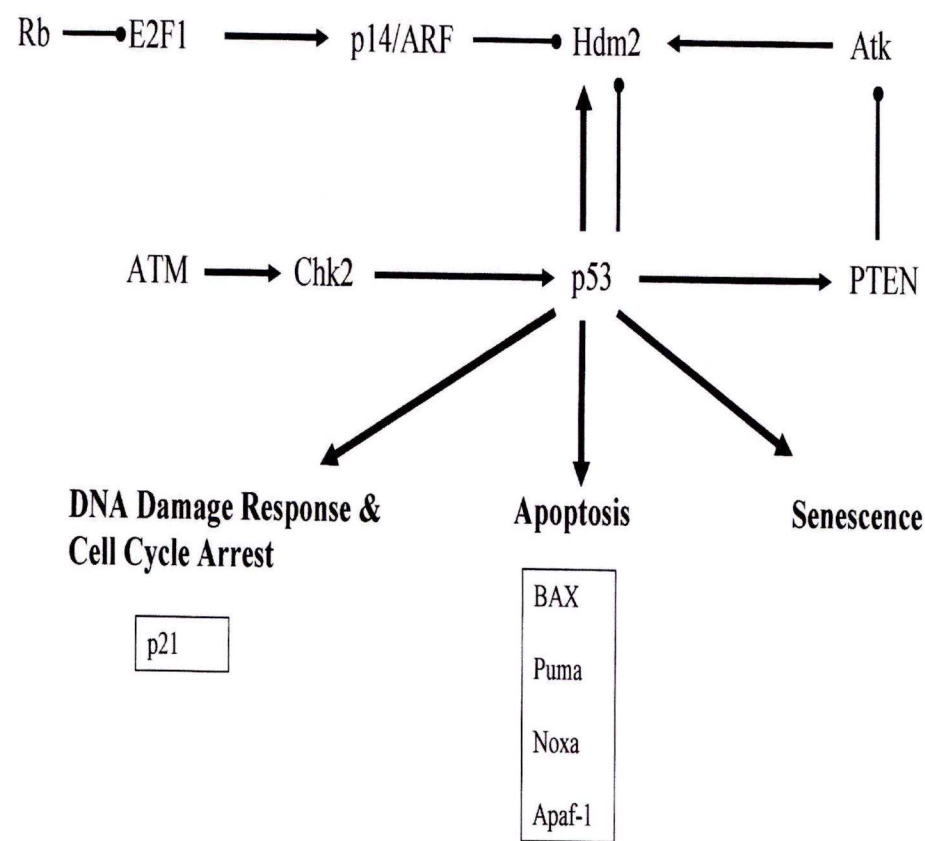 Rb E2F1 p14/ARF Hdm2 Atk
ATM Chk2 p53 PTEN
DNA Damage Response &
Cell Cycle Arrest
Apoptosis
Senescence
p21
BAX
Puma
Noxa
Apaf-1